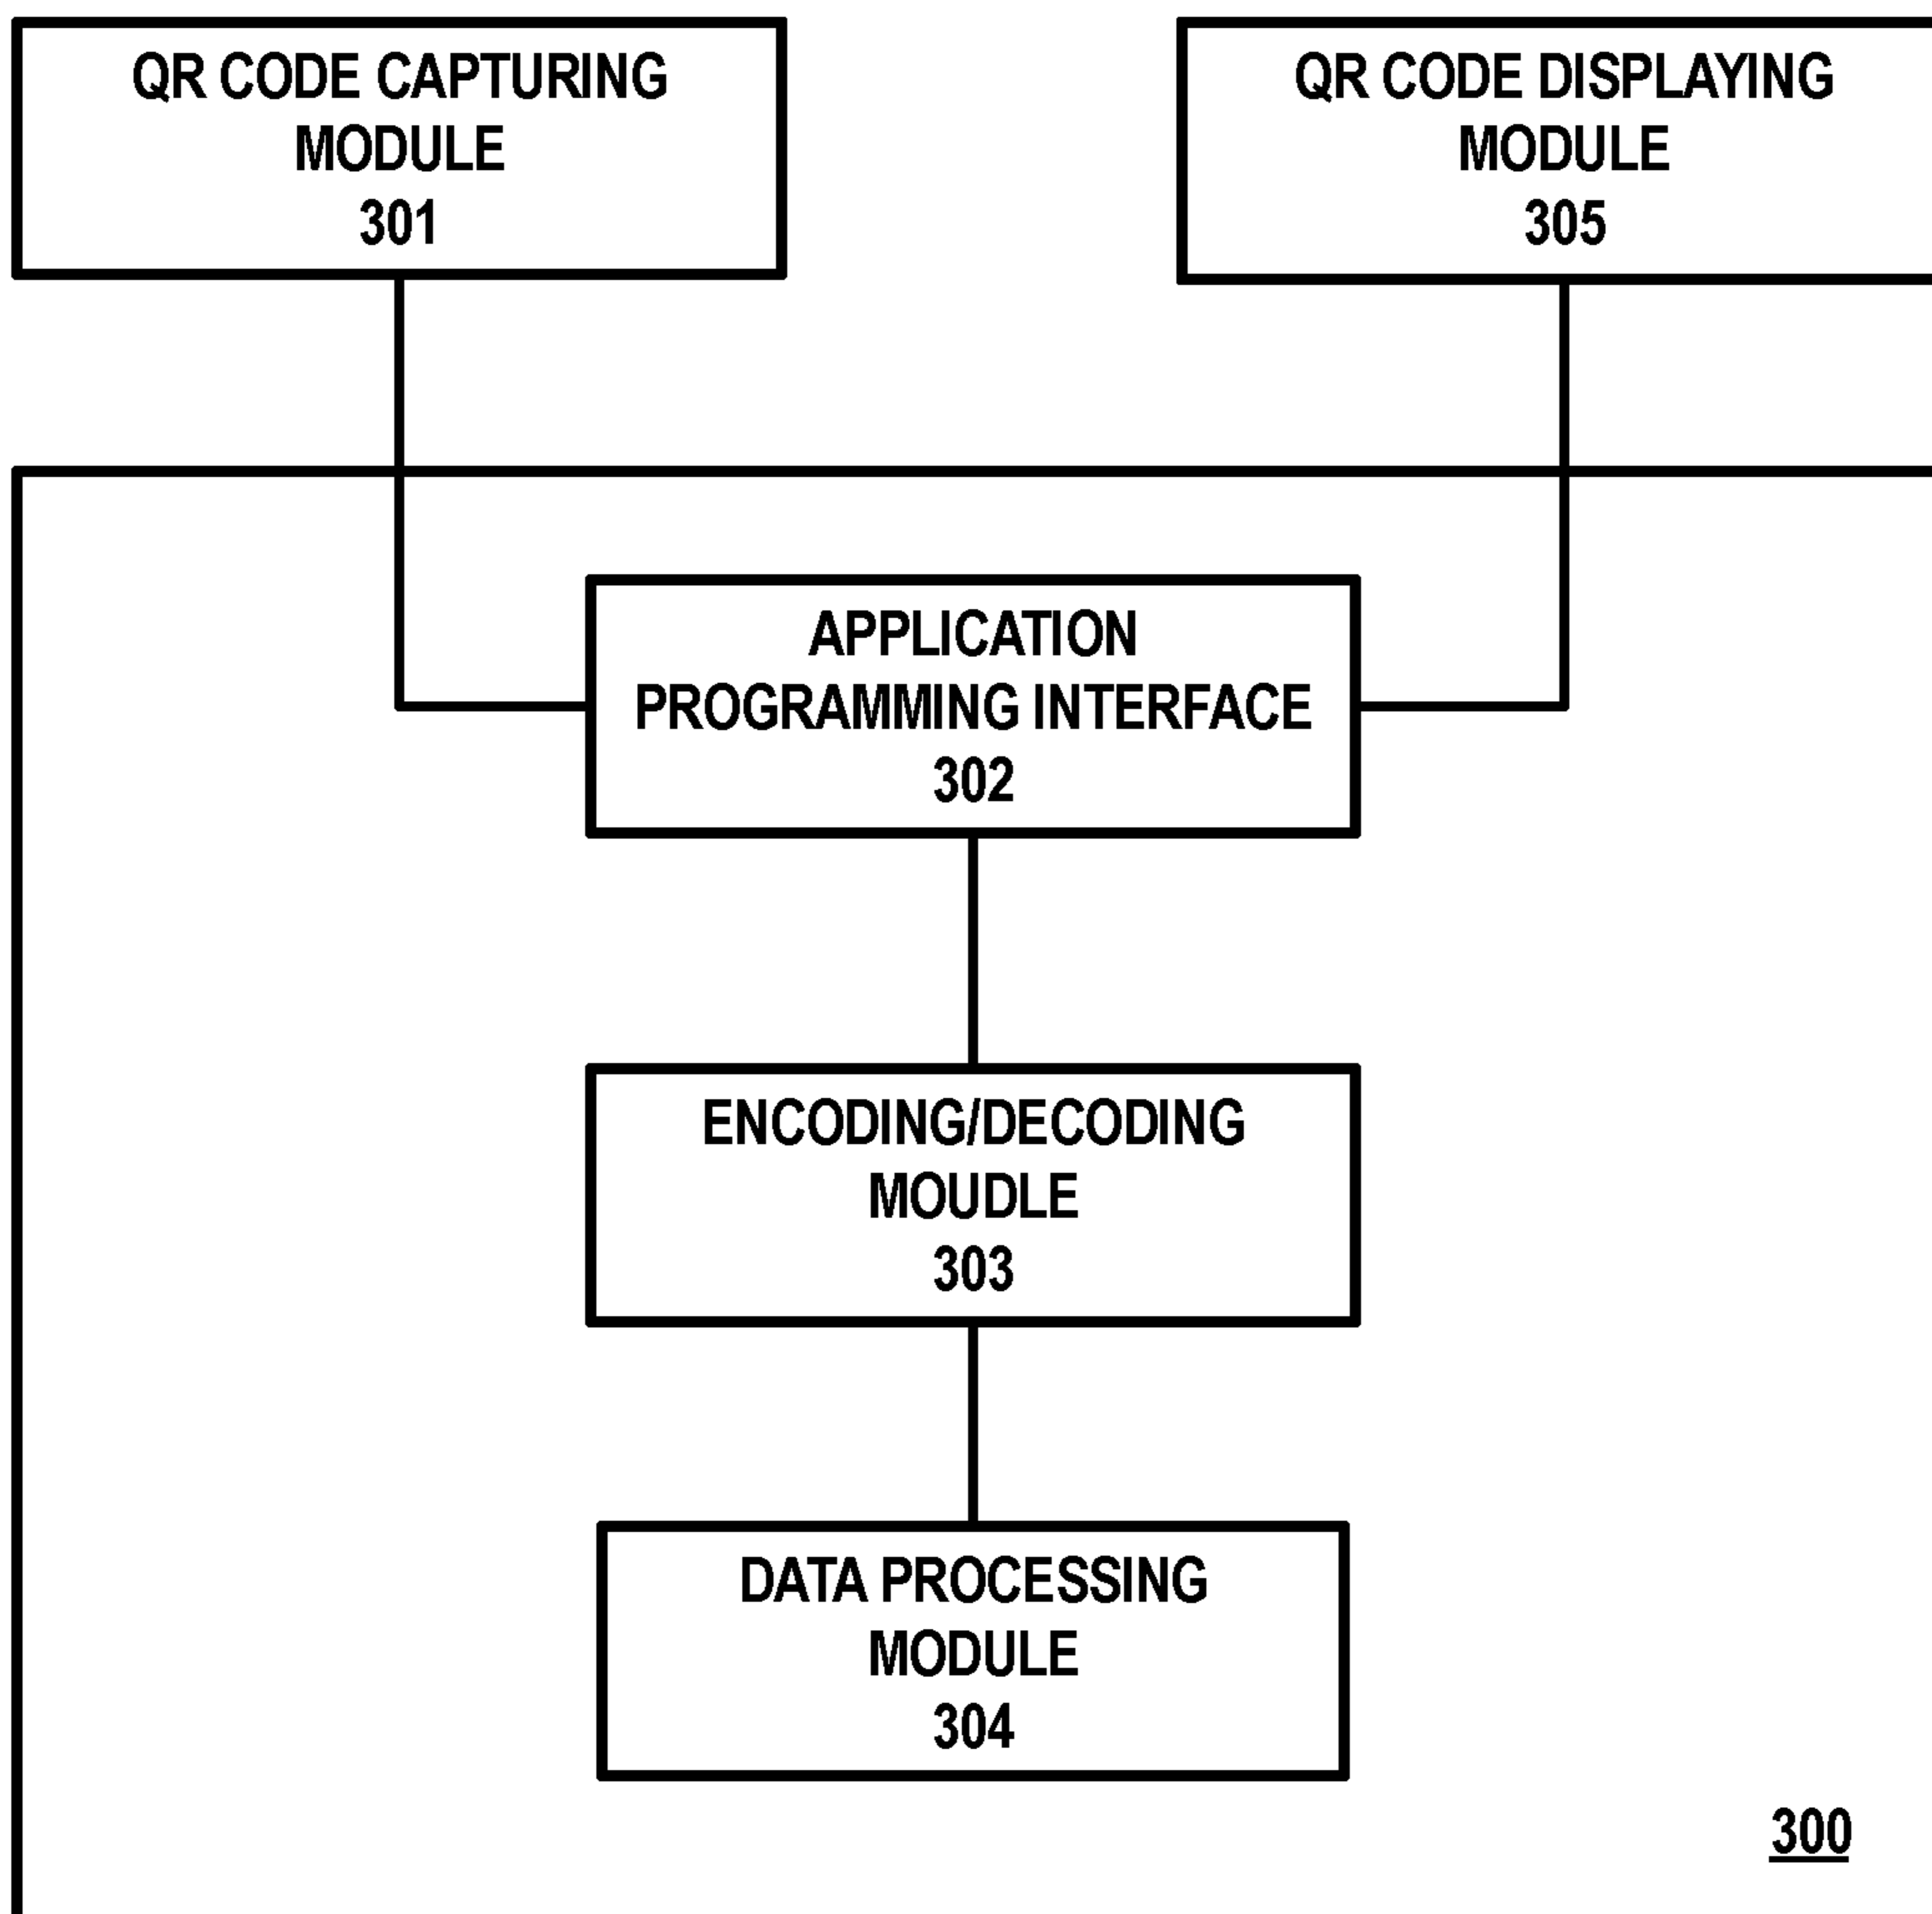 QR CODE CAPTURING
MODULE
301
QR CODE DISPLAYING
MODULE
305
APPLICATION
PROGRAMMING INTERFACE
302
ENCODING/DECODING
MOUDLE
303
DATA PROCESSING
MODULE
304
300